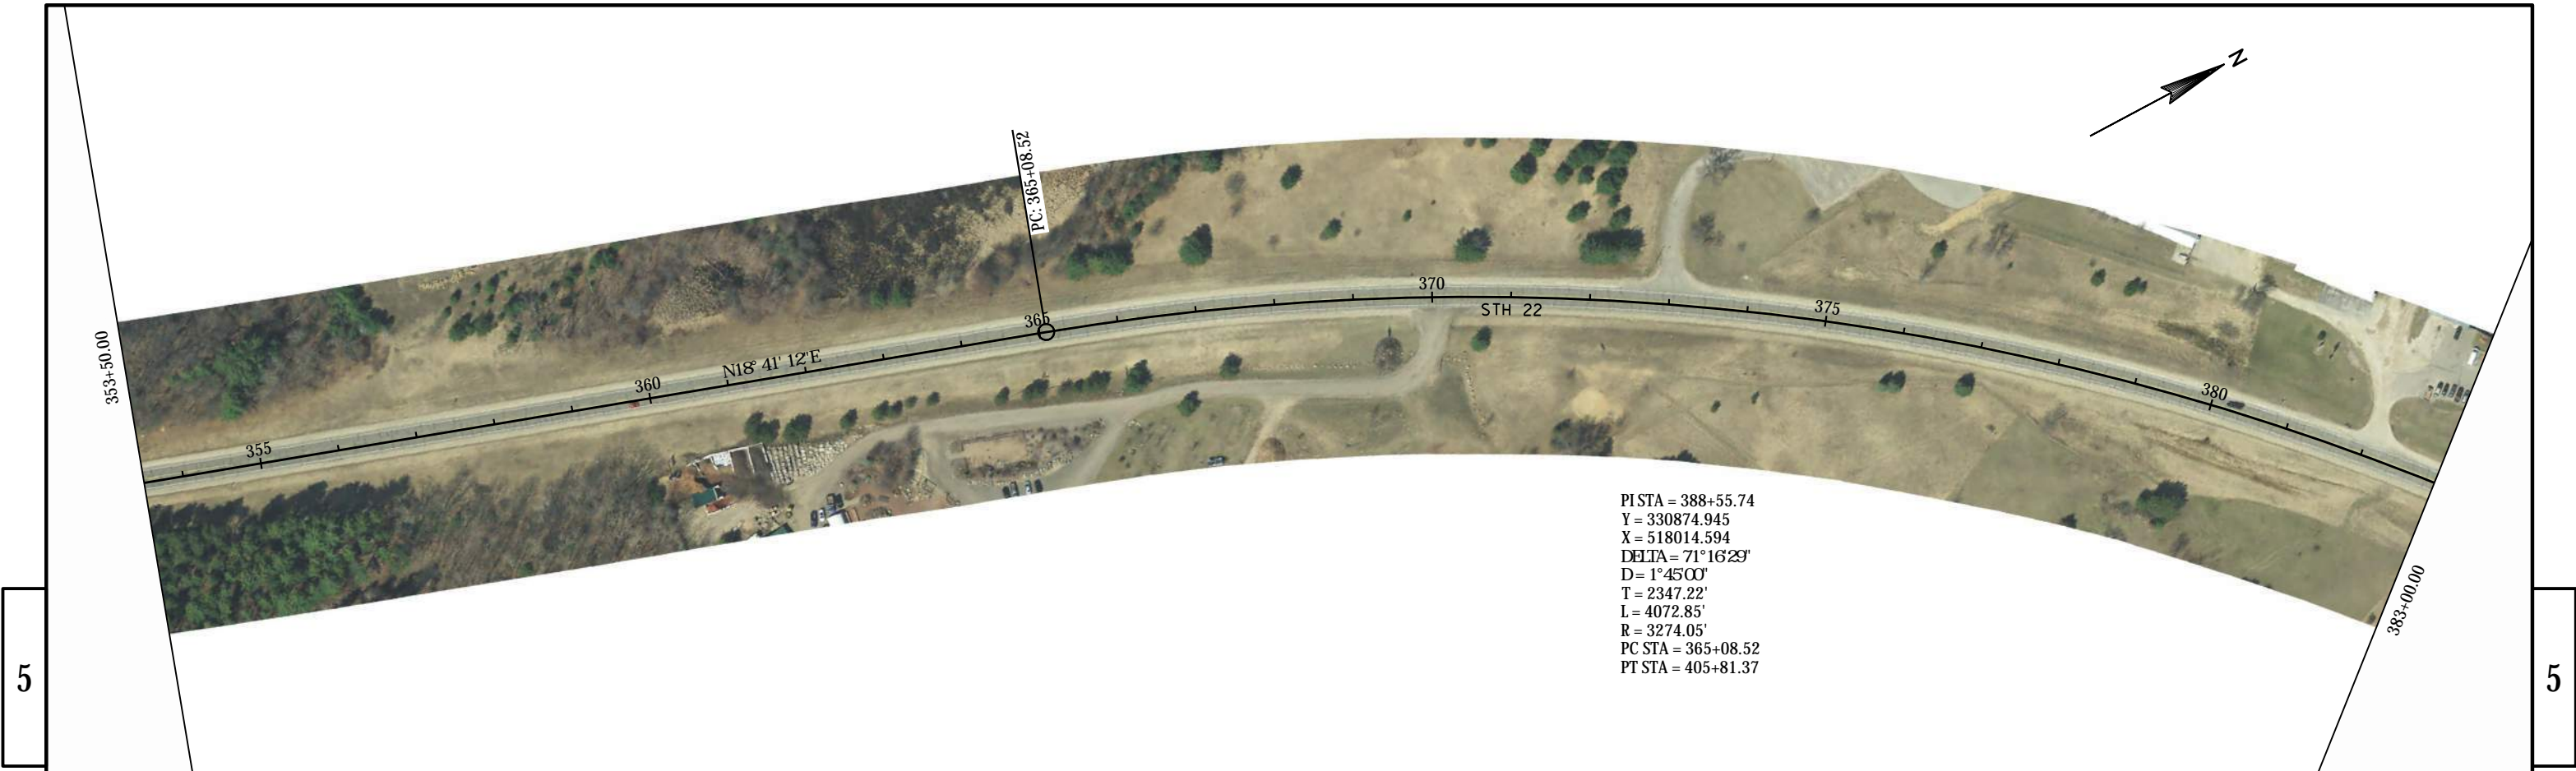 N
PC: 365+08.52
353+50.00
355
360
N18° 41' 12"E
365
370
STH 22
375
380
383+00.00
PI STA = 388+55.74
Y = 330874.945
X = 518014.594
DELTA = 71°16'29"
D = 1°45'00"
T = 2347.22'
L = 4072.85'
R = 3274.05'
PC STA = 365+08.52
PT STA = 405+81.37
5
5